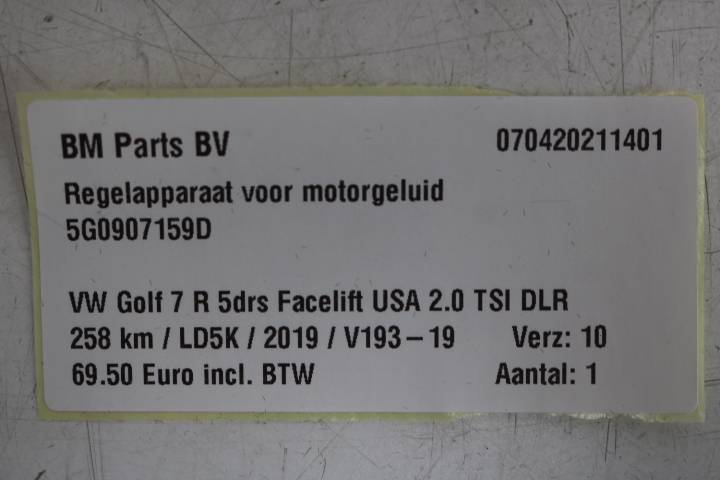 BM Parts BV 070420211401
Regelapparaat voor motorgeluid
5G0907159D
VW Golf 7 R 5drs Facelift USA 2.0 TSI DLR
258 km / LD5K / 2019 / V193-19 Verz: 10
69.50 Euro incl. BTW Aantal: 1